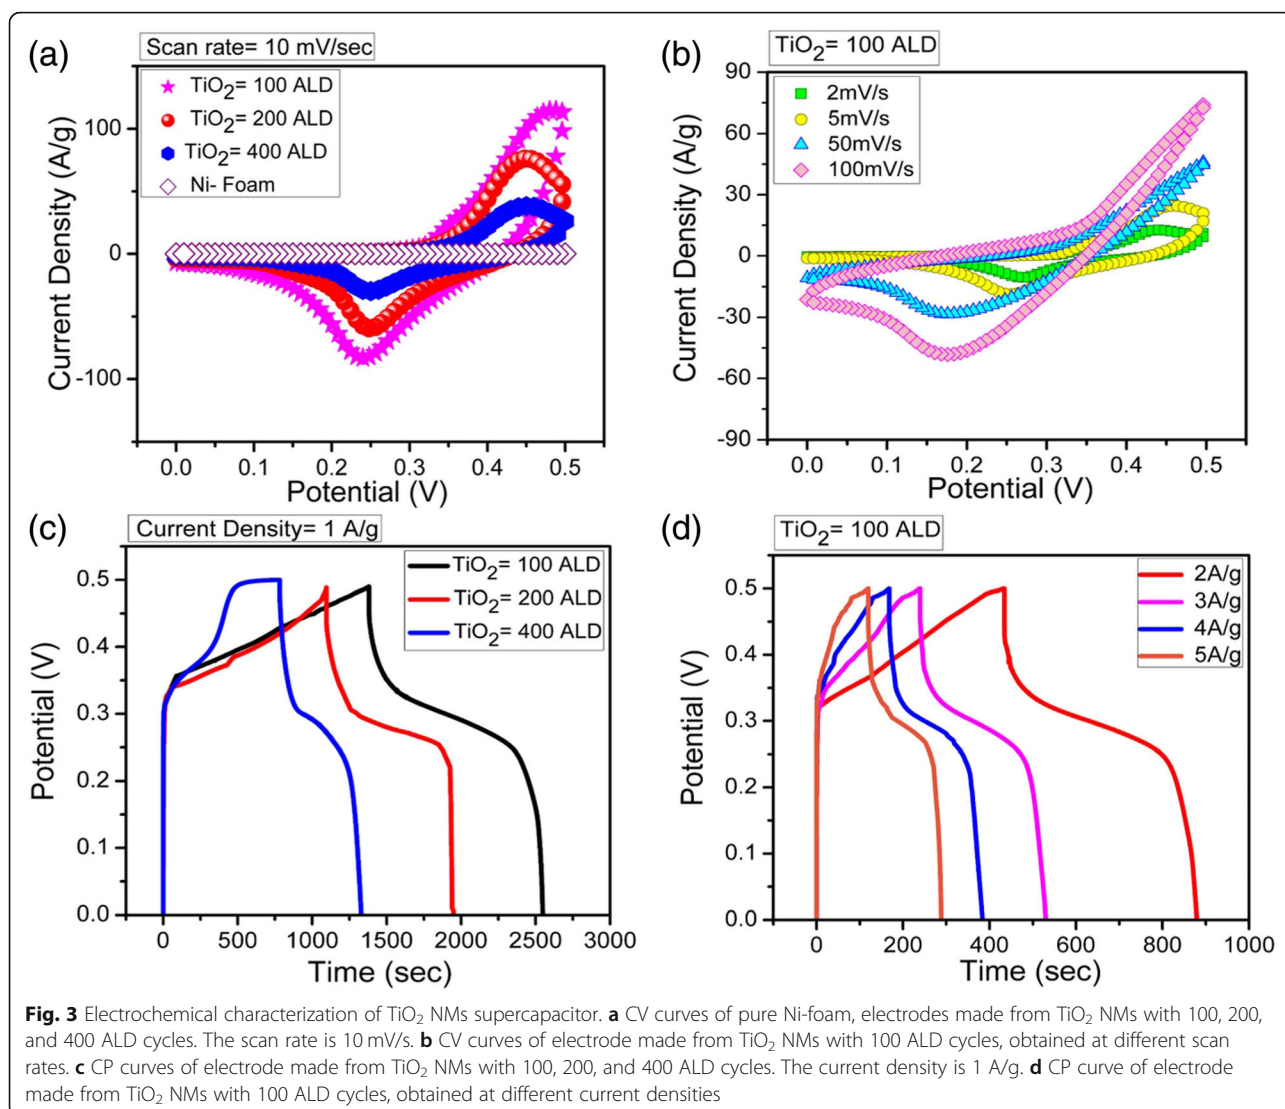 (a)
Scan rate= 10 mV/sec
TiO₂= 100 ALD
TiO₂= 200 ALD
TiO₂= 400 ALD
Ni- Foam
Current Density (A/g)
100
0
-100
0.0 0.1 0.2 0.3 0.4 0.5
Potential (V)
(b)
TiO₂= 100 ALD
2mV/s
5mV/s
50mV/s
100mV/s
Current Density (A/g)
90
60
30
0
-30
-60
-90
0.0 0.1 0.2 0.3 0.4 0.5
Potential (V)
(c)
Current Density= 1 A/g
TiO₂= 100 ALD
TiO₂= 200 ALD
TiO₂= 400 ALD
Potential (V)
0.5
0.4
0.3
0.2
0.1
0.0
0 500 1000 1500 2000 2500 3000
Time (sec)
(d)
TiO₂= 100 ALD
2A/g
3A/g
4A/g
5A/g
Potential (V)
0.5
0.4
0.3
0.2
0.1
0.0
0 200 400 600 800 1000
Time (sec)
Fig. 3 Electrochemical characterization of TiO₂ NMs supercapacitor. a CV curves of pure Ni-foam, electrodes made from TiO₂ NMs with 100, 200,
and 400 ALD cycles. The scan rate is 10 mV/s. b CV curves of electrode made from TiO₂ NMs with 100 ALD cycles, obtained at different scan
rates. c CP curves of electrode made from TiO₂ NMs with 100, 200, and 400 ALD cycles. The current density is 1 A/g. d CP curve of electrode
made from TiO₂ NMs with 100 ALD cycles, obtained at different current densities